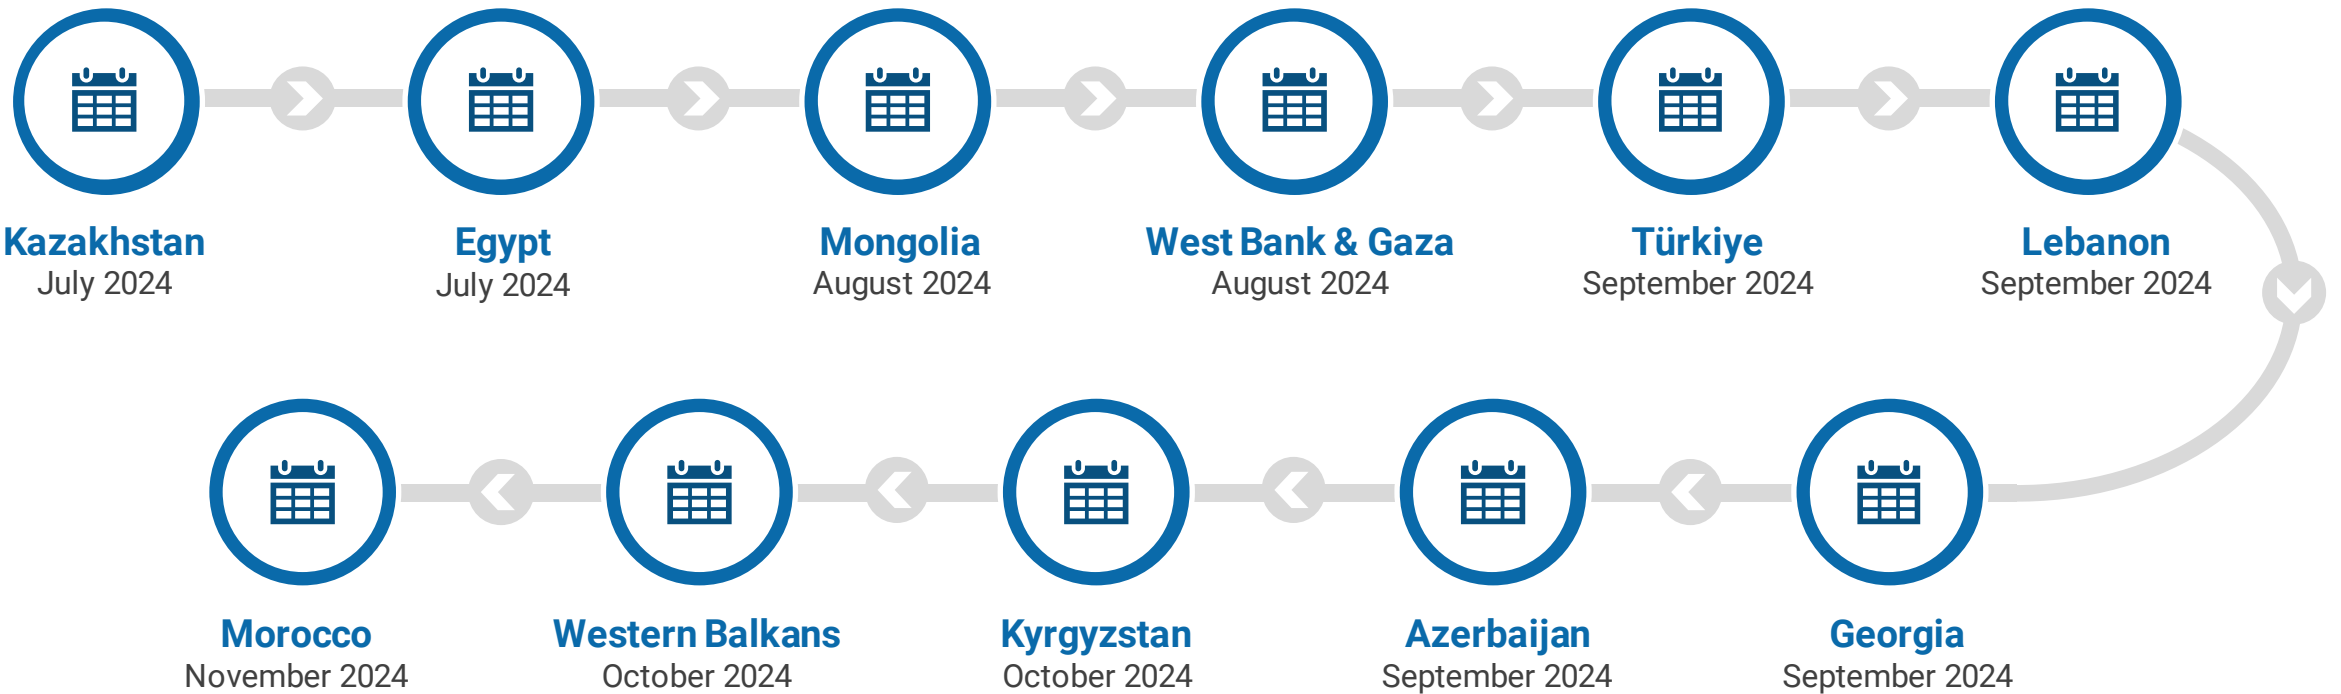 Kazakhstan
July 2024
Egypt
July 2024
Mongolia
August 2024
West Bank & Gaza
August 2024
Türkiye
September 2024
Lebanon
September 2024
Morocco
November 2024
Western Balkans
October 2024
Kyrgyzstan
October 2024
Azerbaijan
September 2024
Georgia
September 2024